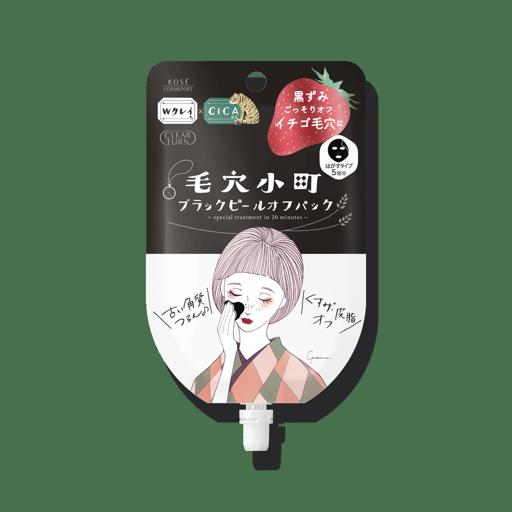 KOSÉ
COSMEPORT
Wクレイ
×
CICA
CLEAR
TURN
黒ずみ
ごっそりオフ
イチゴ毛穴に
はがすタイプ
5回分
毛穴小町
ブラックピールオフパック
~ special treatment in 20 minutes ~
古い角質
つるん♪
くすみ・皮脂
オフ